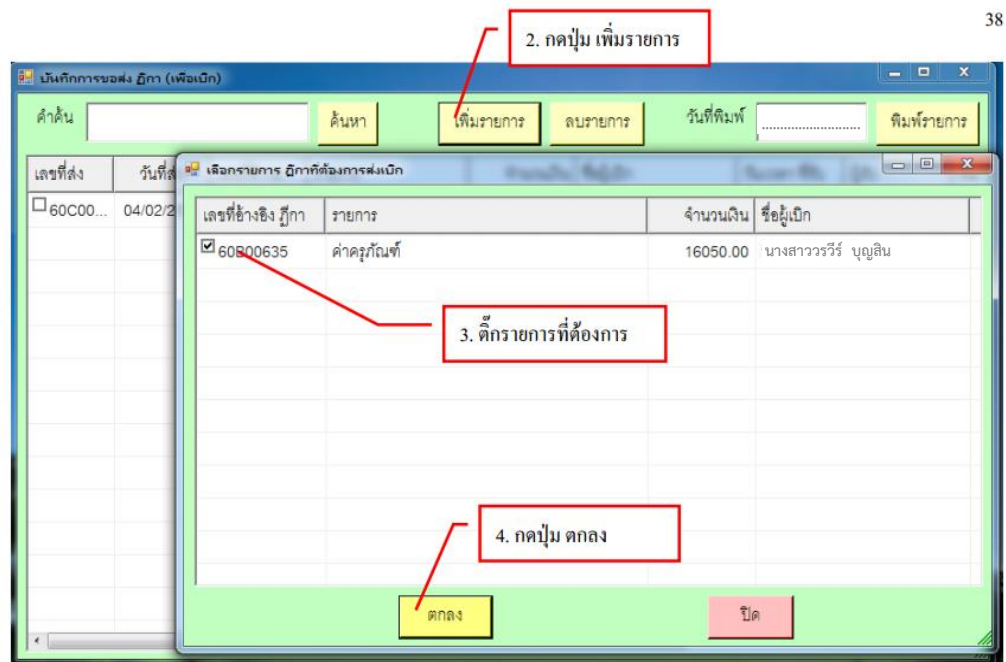 38
2. กดปุ่ม เพิ่มรายการ
บันทึกการขอส่ง ฎีกา (เพื่อเบิก)
คำค้น ค้นหา เพิ่มรายการ ลบรายการ วันที่พิมพ์ พิมพ์รายการ
เลขที่ส่ง วันที่ส
เลือกรายการ ฎีกาที่ต้องการส่งเบิก
60C00... 04/02/2
เลขที่อ้างอิง ฎีกา รายการ จำนวนเงิน ชื่อผู้เบิก
60B00635 ค่าครุภัณฑ์ 16050.00 นางสาววรวีร์ บุญสิน
3. ติ๊กรายการที่ต้องการ
4. กดปุ่ม ตกลง
ตกลง ปิด